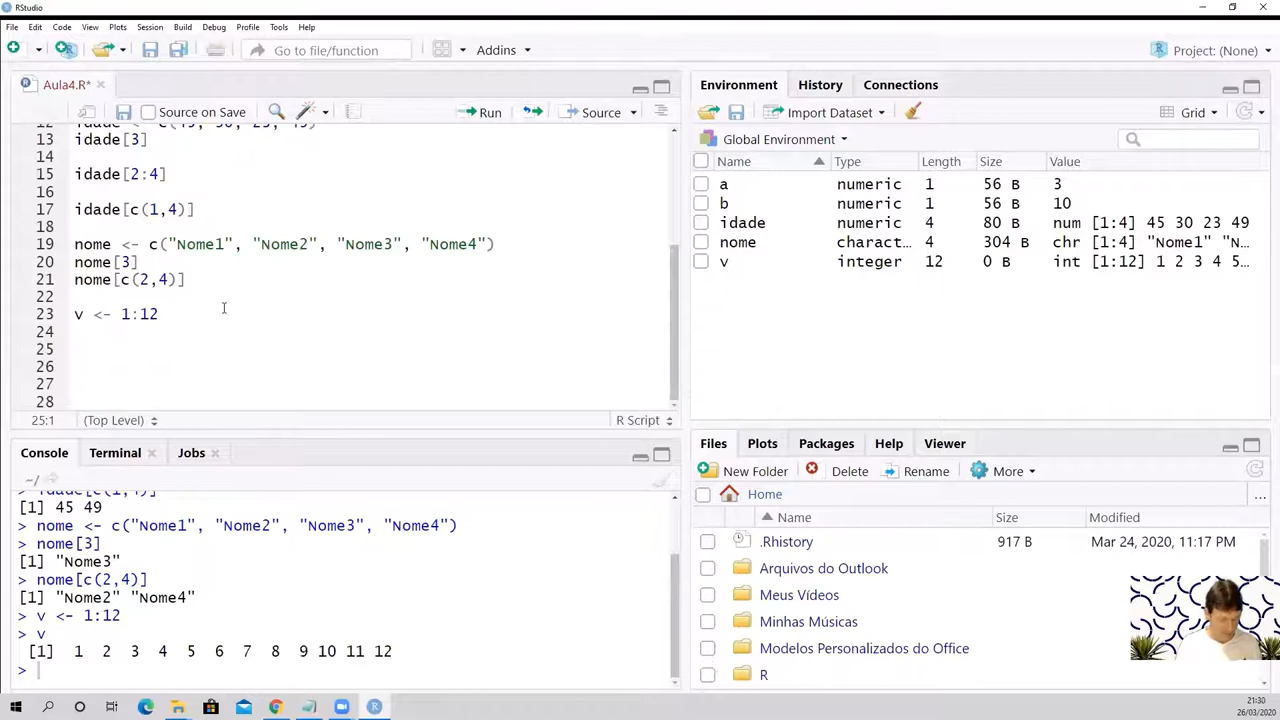 RStudio
File Edit Code View Plots Session Build Debug Profile Tools Help
Go to file/function Addins Project: (None)
Aula4.R*
Source on Save Run Source
13 idade[3]
14
15 idade[2:4]
16
17 idade[c(1,4)]
18
19 nome <- c("Nome1", "Nome2", "Nome3", "Nome4")
20 nome[3]
21 nome[c(2,4)]
22
23 v <- 1:12
24
25
26
27
28
25:1 (Top Level) R Script
Console Terminal Jobs
~/
[1] 45 49
> nome <- c("Nome1", "Nome2", "Nome3", "Nome4")
> nome[3]
[1] "Nome3"
> nome[c(2,4)]
[1] "Nome2" "Nome4"
> v <- 1:12
> v
[1] 1 2 3 4 5 6 7 8 9 10 11 12
>
Environment History Connections
Import Dataset Grid
Global Environment
Name Type Length Size Value
a numeric 1 56 B 3
b numeric 1 56 B 10
idade numeric 4 80 B num [1:4] 45 30 23 49
nome charact… 4 304 B chr [1:4] "Nome1" "N…
v integer 12 0 B int [1:12] 1 2 3 4 5…
Files Plots Packages Help Viewer
New Folder Delete Rename More
Home ...
Name Size Modified
.Rhistory 917 B Mar 24, 2020, 11:17 PM
Arquivos do Outlook
Meus Vídeos
Minhas Músicas
Modelos Personalizados do Office
R
21:30
26/03/2020